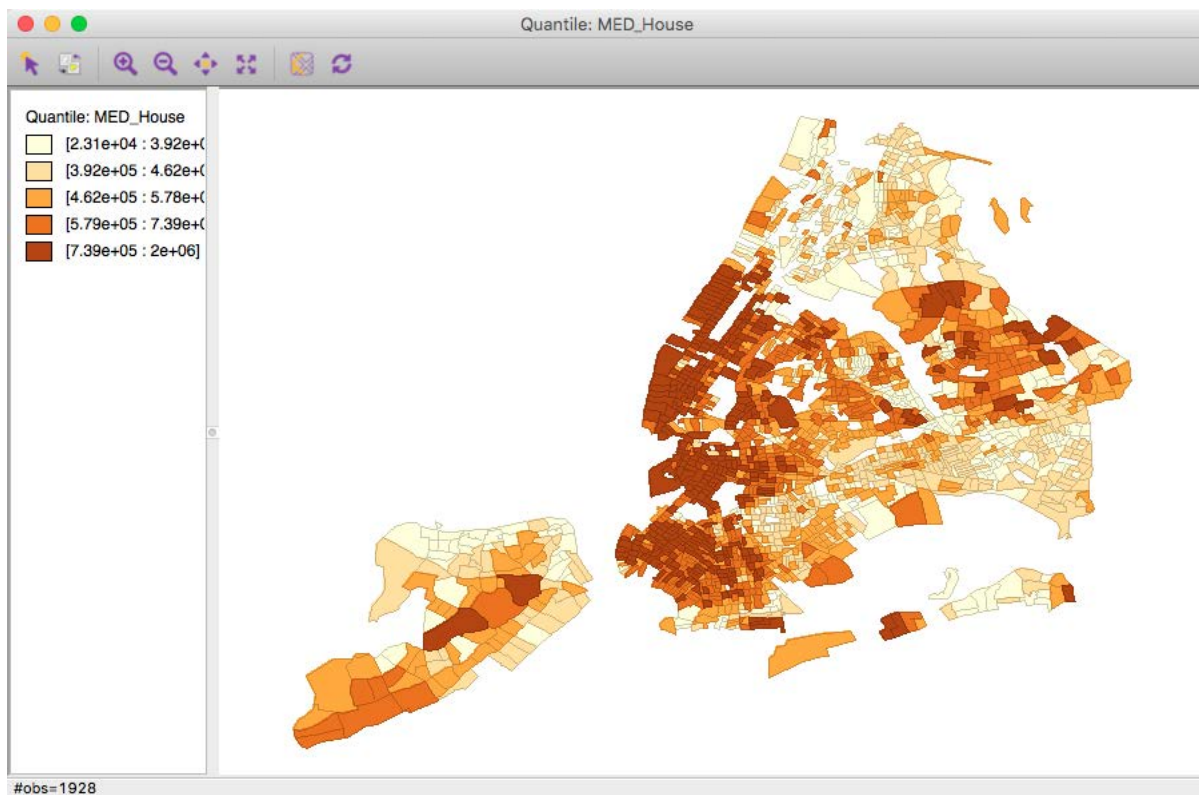 Quantile: MED_House
Quantile: MED_House
[2.31e+04 : 3.92e+
[3.92e+05 : 4.62e+
[4.62e+05 : 5.78e+
[5.79e+05 : 7.39e+
[7.39e+05 : 2e+06]
#obs=1928